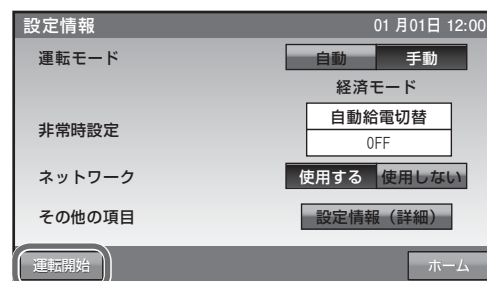 設定情報 01月01日 12:00
運転モード 自動 手動
経済モード
非常時設定 自動給電切替
OFF
ネットワーク 使用する 使用しない
その他の項目 設定情報（詳細）
運転開始 ホーム